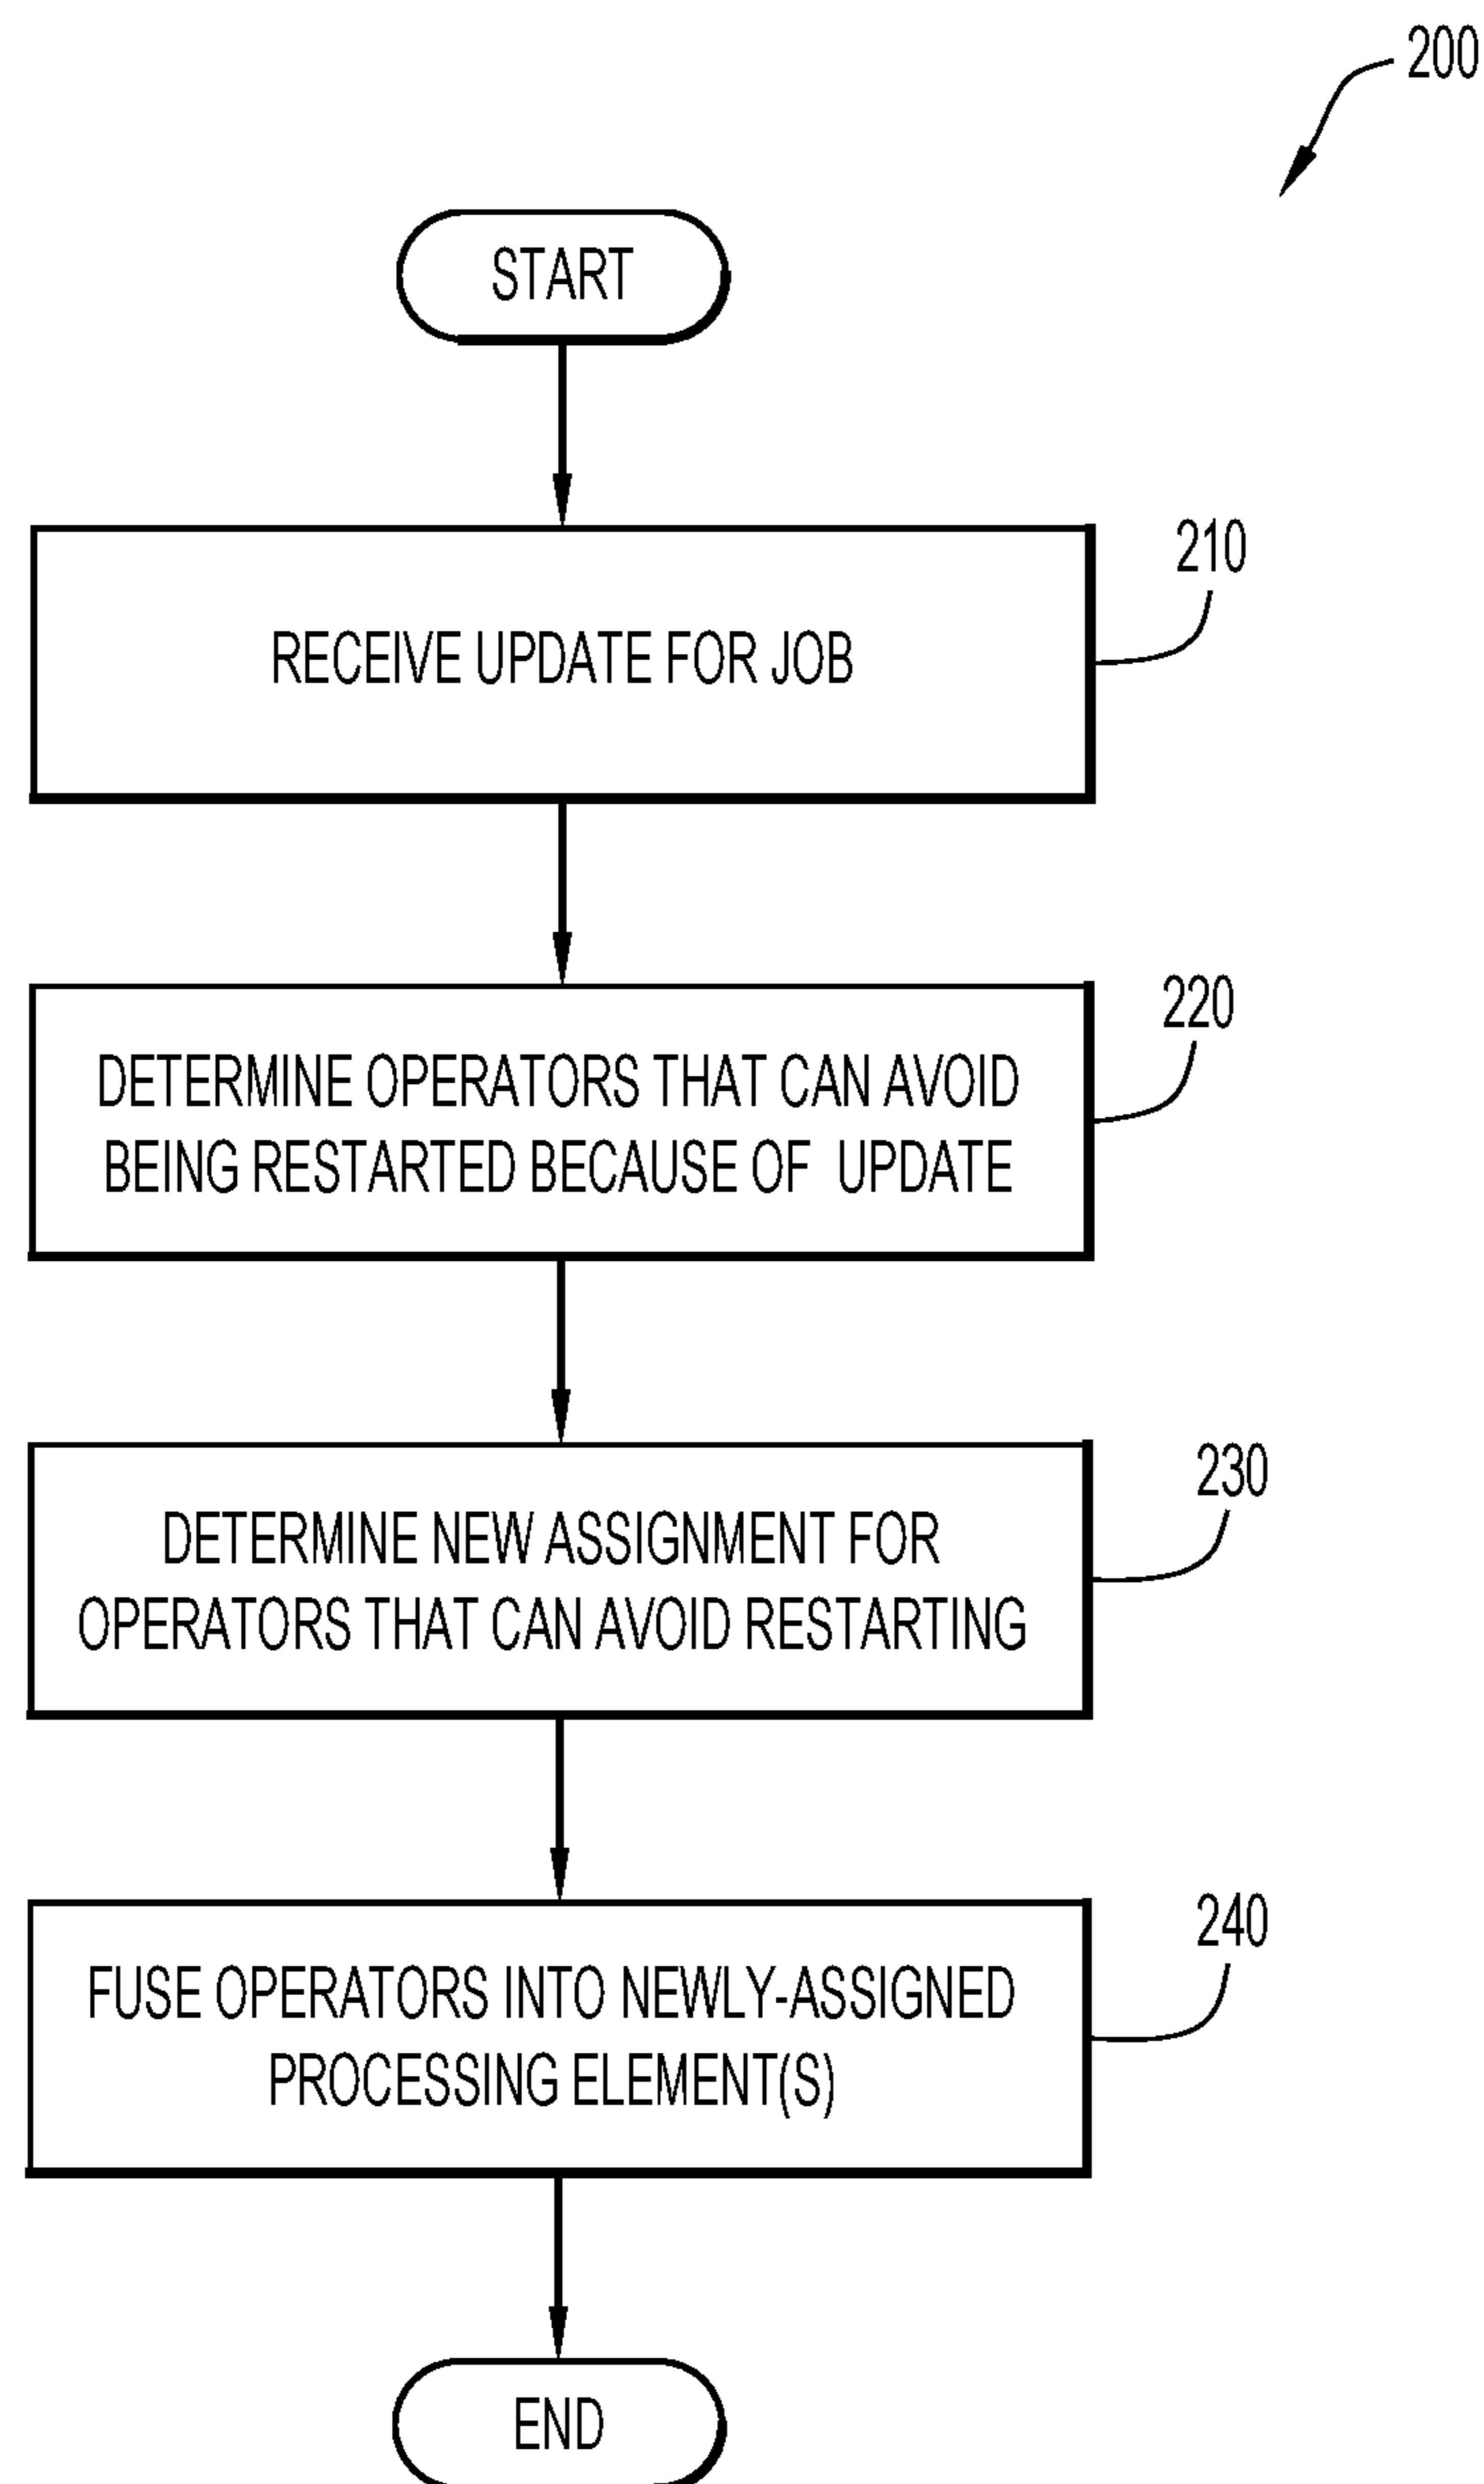 200
START
210
RECEIVE UPDATE FOR JOB
220
DETERMINE OPERATORS THAT CAN AVOID
BEING RESTARTED BECAUSE OF UPDATE
230
DETERMINE NEW ASSIGNMENT FOR
OPERATORS THAT CAN AVOID RESTARTING
240
FUSE OPERATORS INTO NEWLY-ASSIGNED
PROCESSING ELEMENT(S)
END